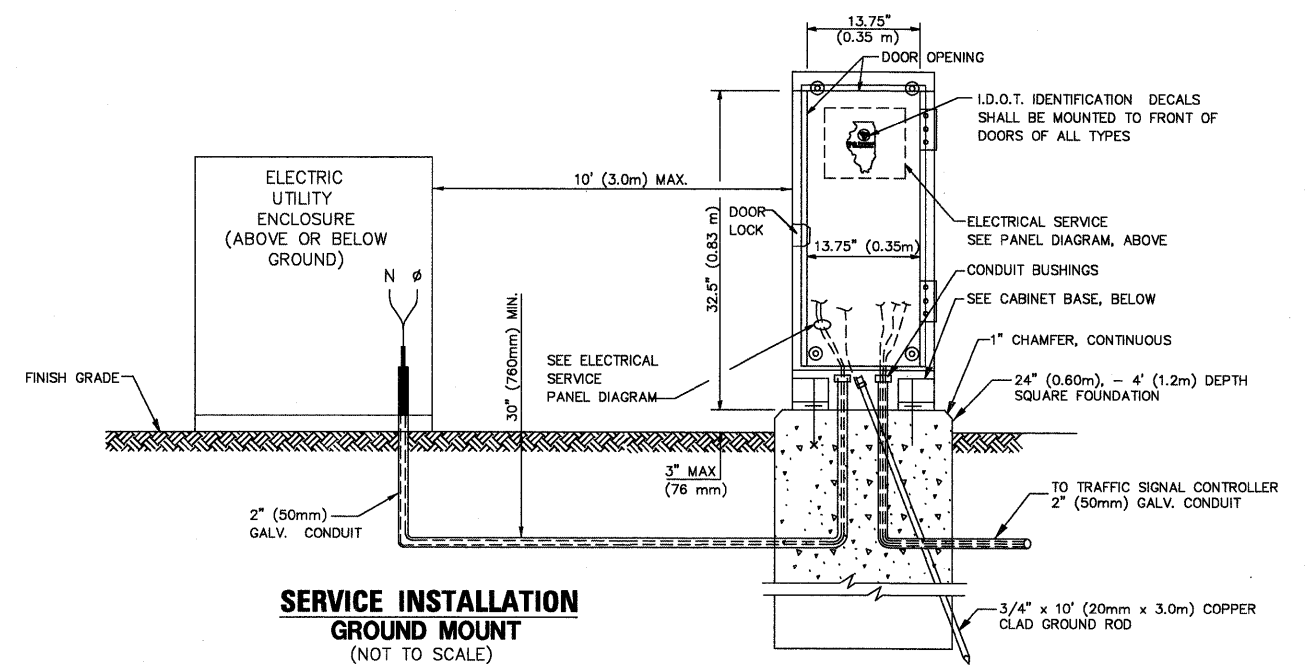 13.75"
(0.35 m)
DOOR OPENING
I.D.O.T. IDENTIFICATION DECALS
SHALL BE MOUNTED TO FRONT OF
DOORS OF ALL TYPES
ELECTRIC
UTILITY
ENCLOSURE
(ABOVE OR BELOW
GROUND)
N ø
10' (3.0m) MAX.
32.5" (0.83 m)
DOOR
LOCK
13.75" (0.35m)
ELECTRICAL SERVICE
SEE PANEL DIAGRAM, ABOVE
CONDUIT BUSHINGS
SEE CABINET BASE, BELOW
1" CHAMFER, CONTINUOUS
24" (0.60m), – 4' (1.2m) DEPTH
SQUARE FOUNDATION
30" (760mm) MIN.
SEE ELECTRICAL
SERVICE
PANEL DIAGRAM
FINISH GRADE
3" MAX
(76 mm)
2" (50mm)
GALV. CONDUIT
TO TRAFFIC SIGNAL CONTROLLER
2" (50mm) GALV. CONDUIT
3/4" x 10' (20mm x 3.0m) COPPER
CLAD GROUND ROD
SERVICE INSTALLATION
GROUND MOUNT
(NOT TO SCALE)